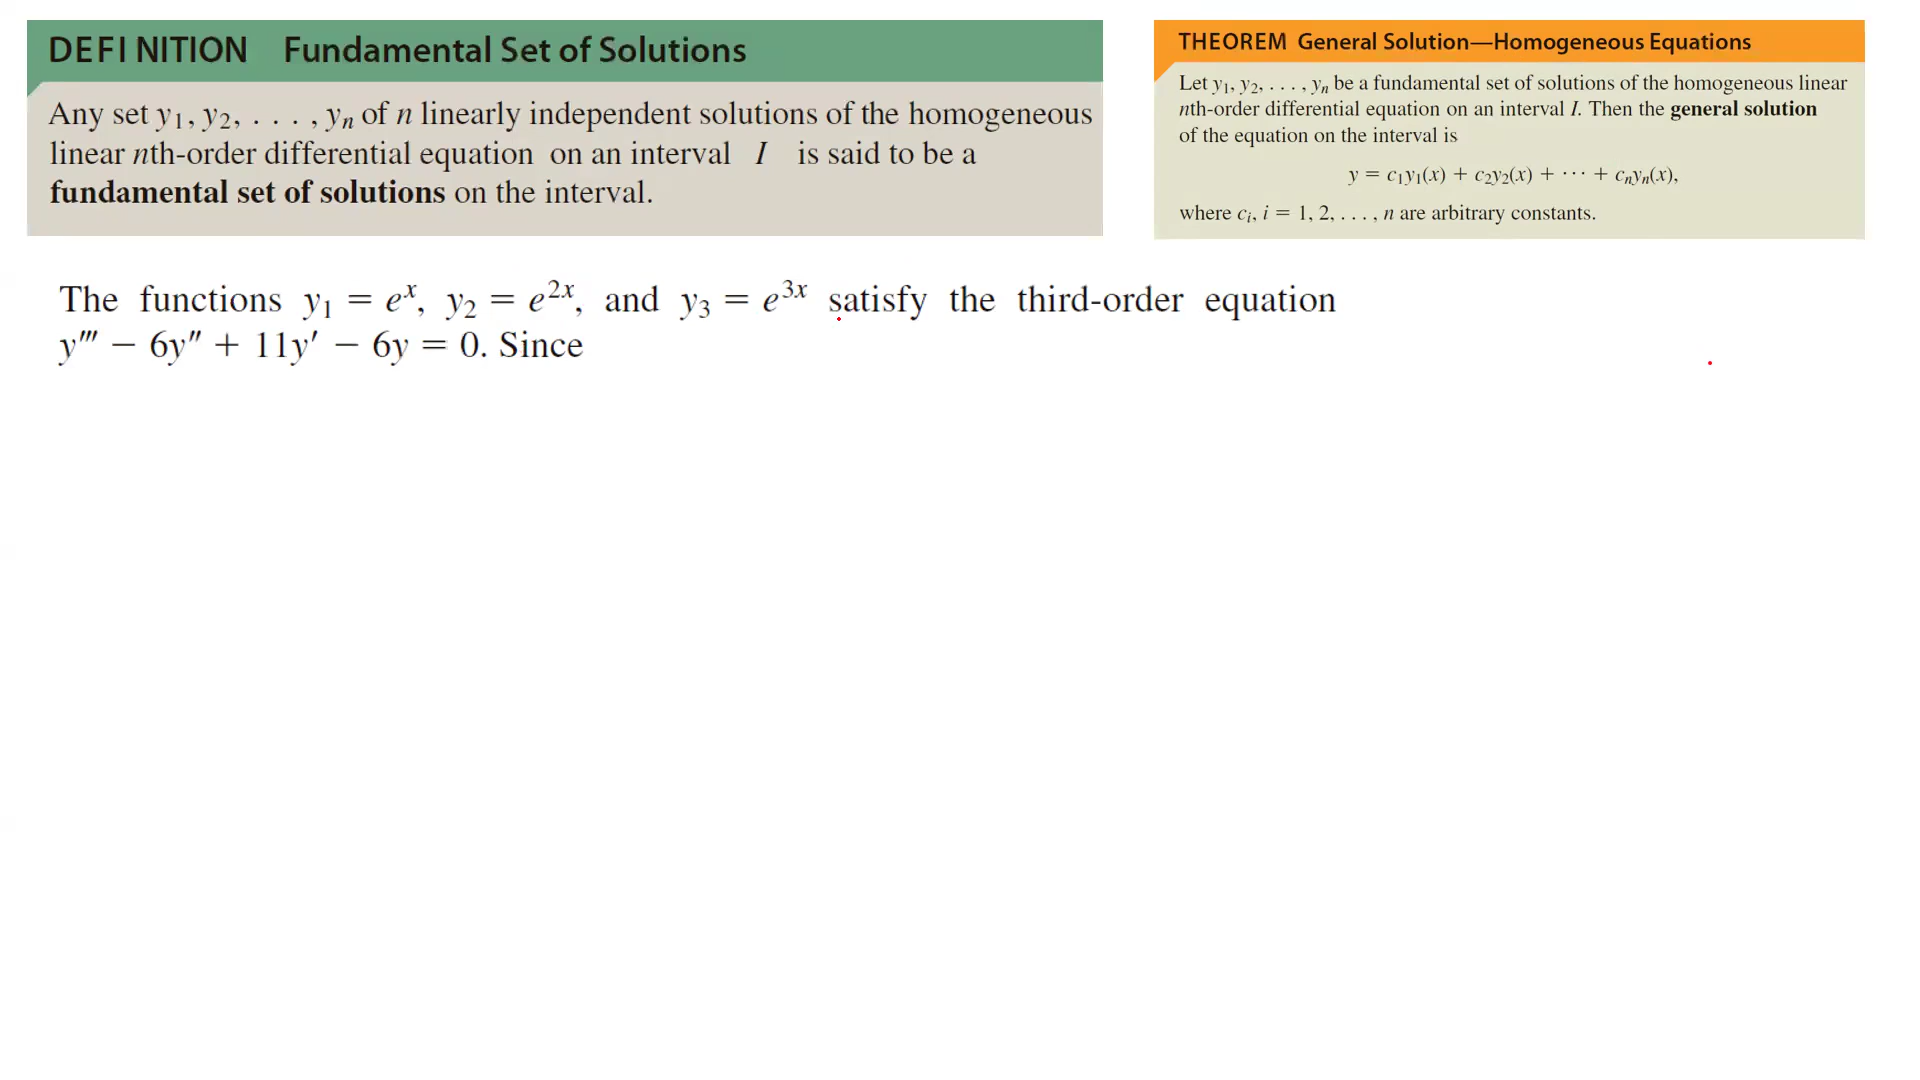 DEFI NITION Fundamental Set of Solutions
Any set y₁, y₂, . . . , yₙ of n linearly independent solutions of the homogeneous
linear nth-order differential equation on an interval I is said to be a
fundamental set of solutions on the interval.
THEOREM General Solution—Homogeneous Equations
Let y₁, y₂, . . . , yₙ be a fundamental set of solutions of the homogeneous linear
nth-order differential equation on an interval I. Then the general solution
of the equation on the interval is
y = c₁y₁(x) + c₂y₂(x) + ··· + cₙyₙ(x),
where cᵢ, i = 1, 2, . . . , n are arbitrary constants.
The functions y₁ = eˣ, y₂ = e²ˣ, and y₃ = e³ˣ satisfy the third-order equation
y‴ − 6y″ + 11y′ − 6y = 0. Since